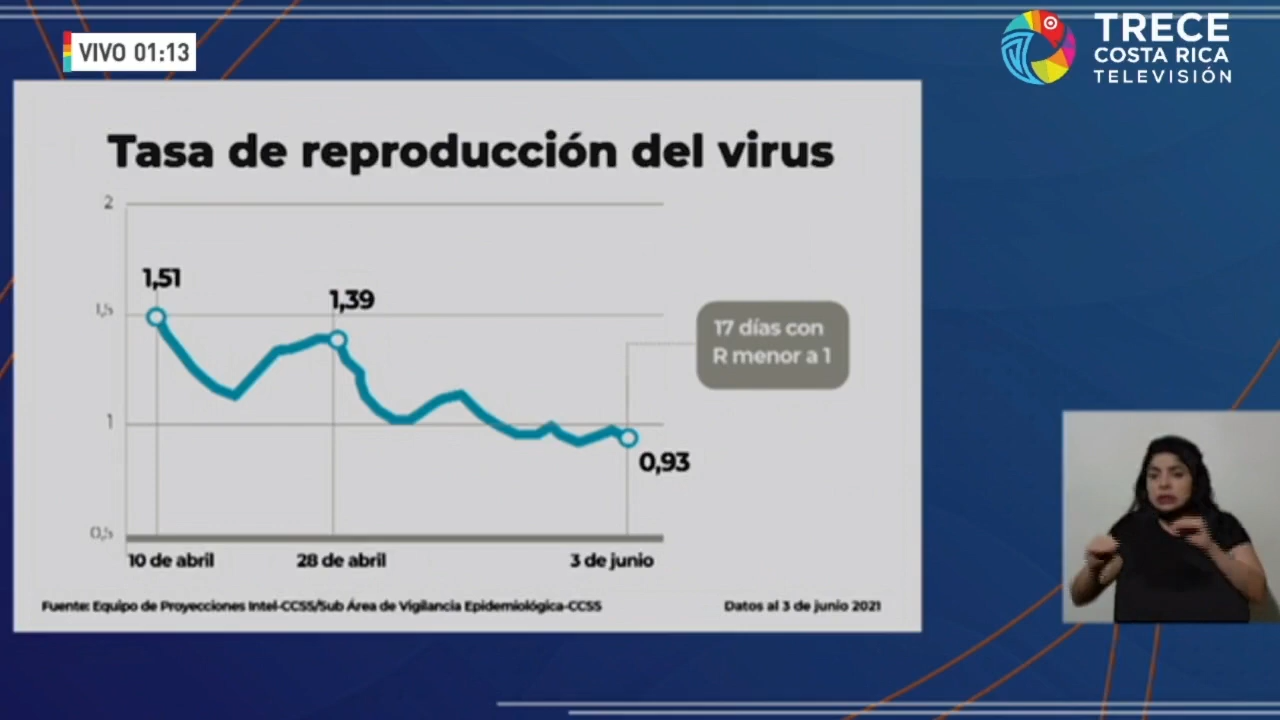 VIVO 01:13
TRECE
COSTA RICA
TELEVISIÓN
Tasa de reproducción del virus
2
1,51
1,39
1,5
17 días con
R menor a 1
1
0,93
0,5
10 de abril
28 de abril
3 de junio
Fuente: Equipo de Proyecciones Intel-CCSS/Sub Área de Vigilancia Epidemiológica-CCSS
Datos al 3 de junio 2021